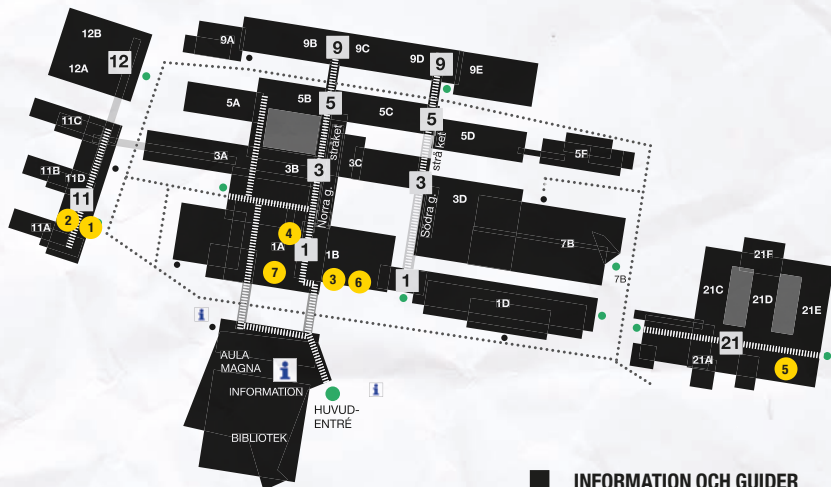 12B
12
12A
9A
9B
9
9C
9D
9
9E
11C
5A
5B
5
5C
5
5D
5F
stråket
stråket
3A
3B
3
3C
3
3D
11B
11D
11
11A
2
1
Norra g.
Södra g.
4
1A
1
1B
7
3
6
1
7B
7B
1D
21F
21C
21D
21E
21
21A
5
i
AULA
MAGNA
i
INFORMATION
i
HUVUD-
ENTRÉ
BIBLIOTEK
INFORMATION OCH GUIDER